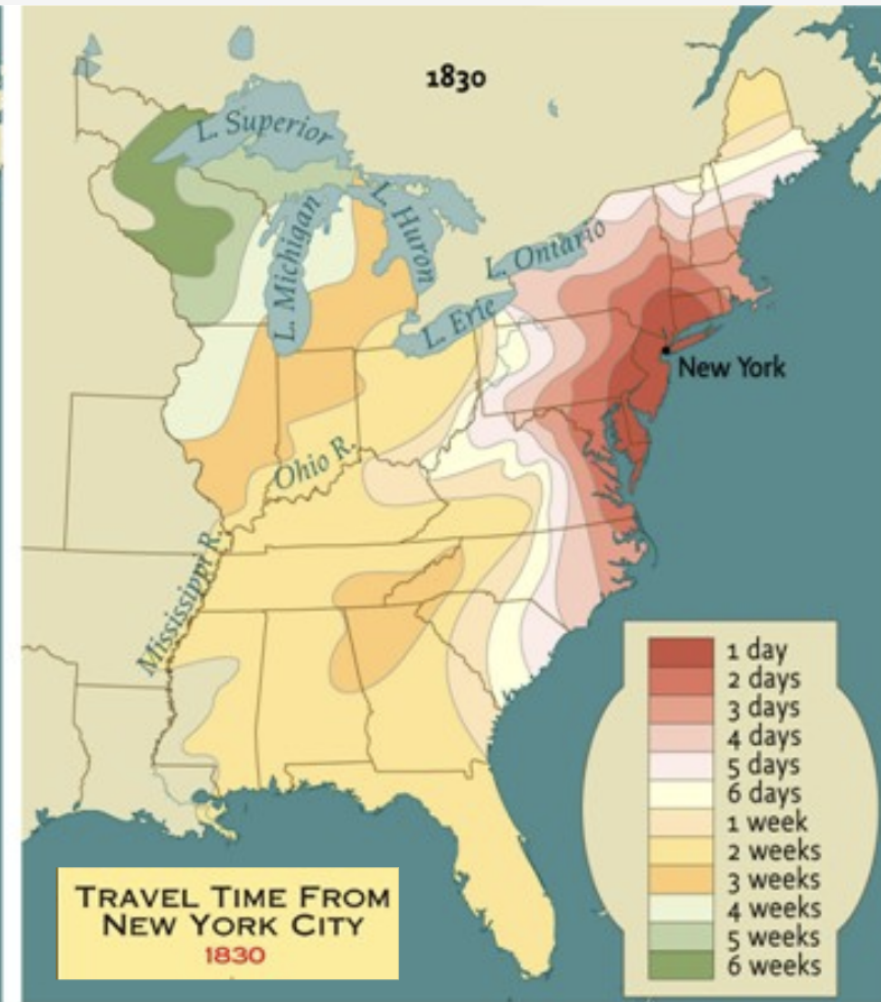 1830
L. Superior
L. Huron
L. Michigan
L. Ontario
L. Erie
New York
Ohio R.
Mississippi R.
1 day
2 days
3 days
4 days
5 days
6 days
1 week
2 weeks
3 weeks
4 weeks
5 weeks
6 weeks
TRAVEL TIME FROM
NEW YORK CITY
1830